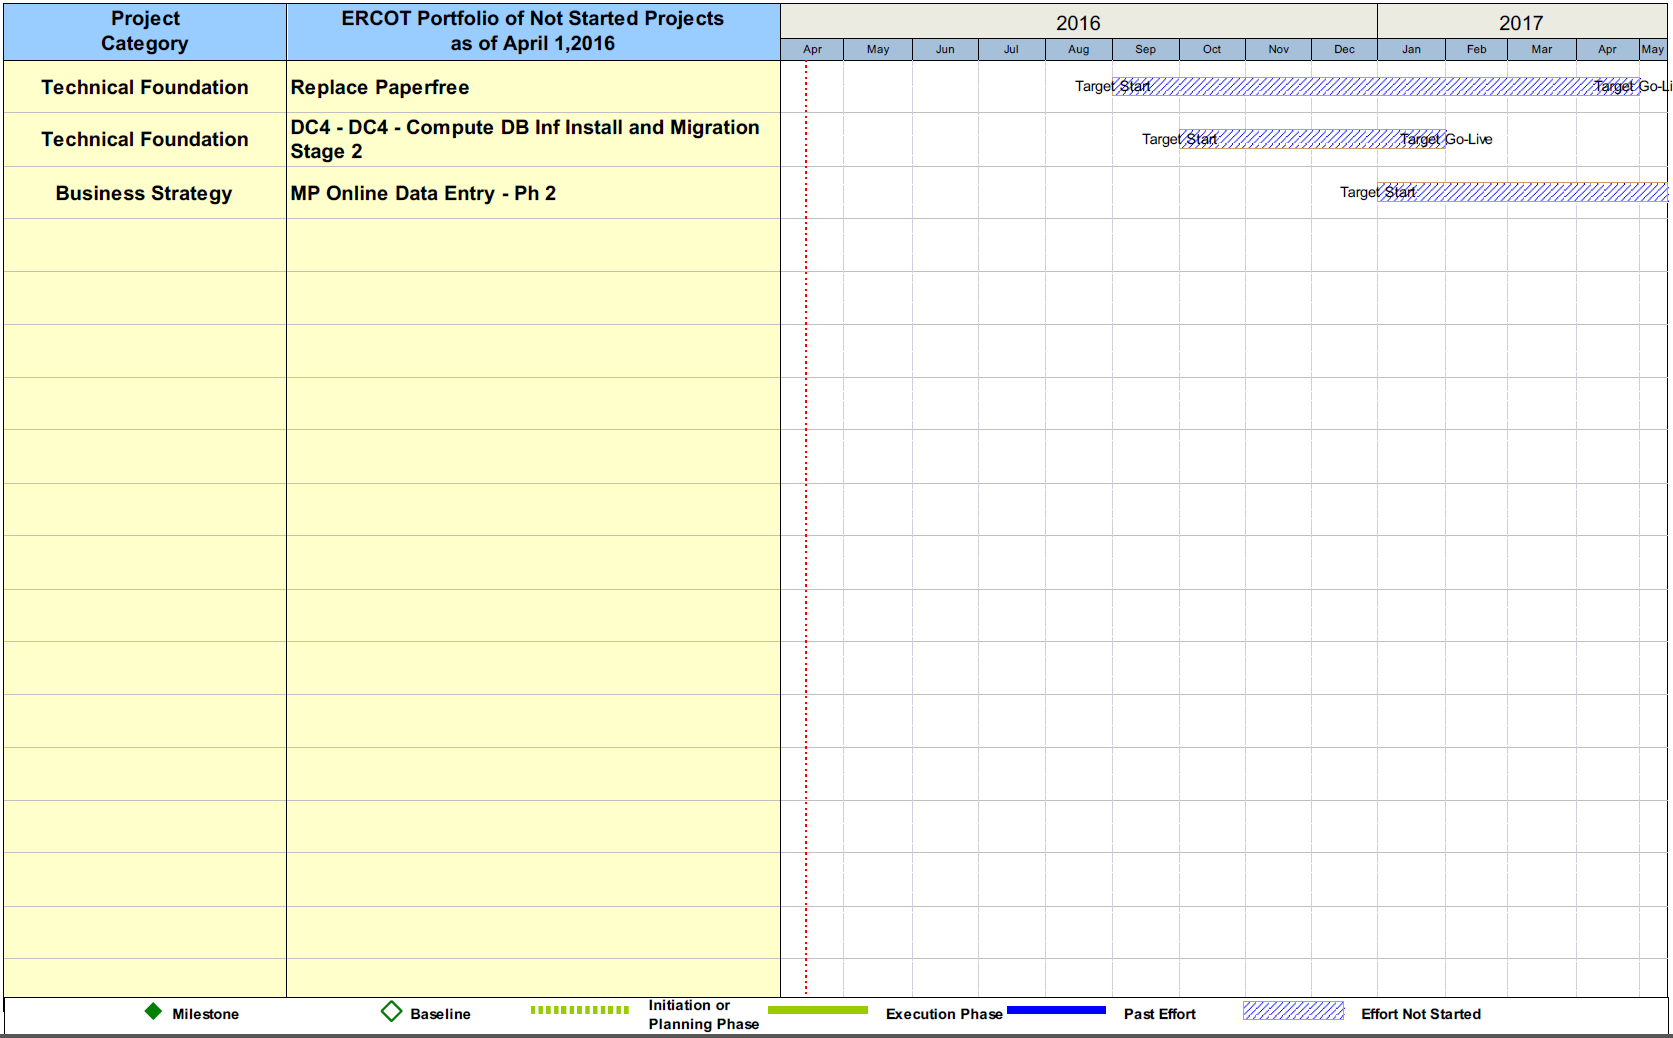 Project
Category
ERCOT Portfolio of Not Started Projects
as of April 1,2016
2016
2017
Apr
May
Jun
Jul
Aug
Sep
Oct
Nov
Dec
Jan
Feb
Mar
Apr
May
Technical Foundation
Replace Paperfree
Target Start
Target Go-Li
Technical Foundation
DC4 - DC4 - Compute DB Inf Install and Migration
Stage 2
Target Start
Target Go-Live
Business Strategy
MP Online Data Entry - Ph 2
Target Start
Milestone
Baseline
Initiation or
Planning Phase
Execution Phase
Past Effort
Effort Not Started